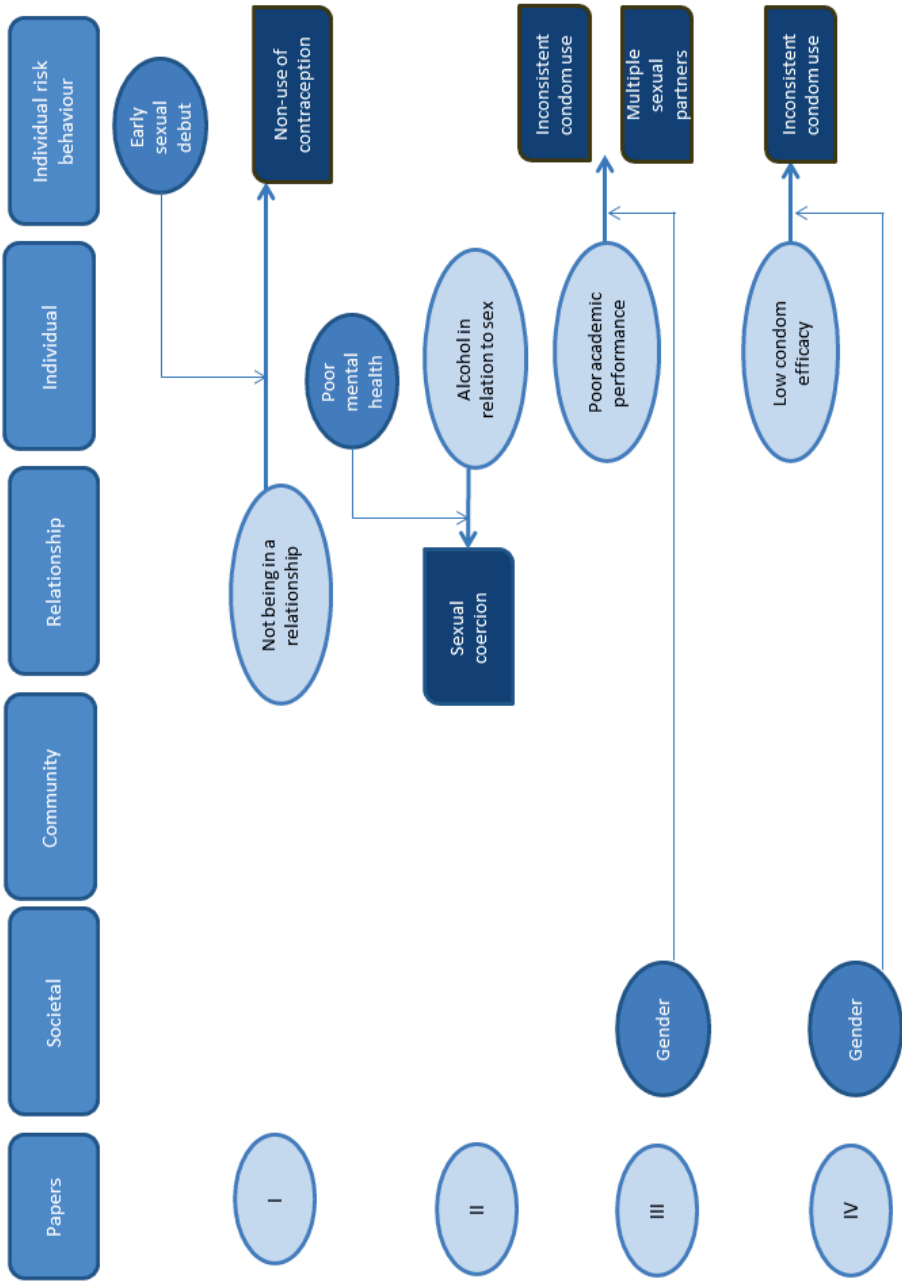 Papers
Societal
Community
Relationship
Individual
Individual risk
behaviour
Early
sexual
debut
I
Not being in a
relationship
Non-use of
contraception
Poor
mental
health
II
Sexual
coercion
Alcohol in
relation to sex
III
Gender
Poor academic
performance
Inconsistent
condom use
Multiple
sexual
partners
IV
Gender
Low condom
efficacy
Inconsistent
condom use